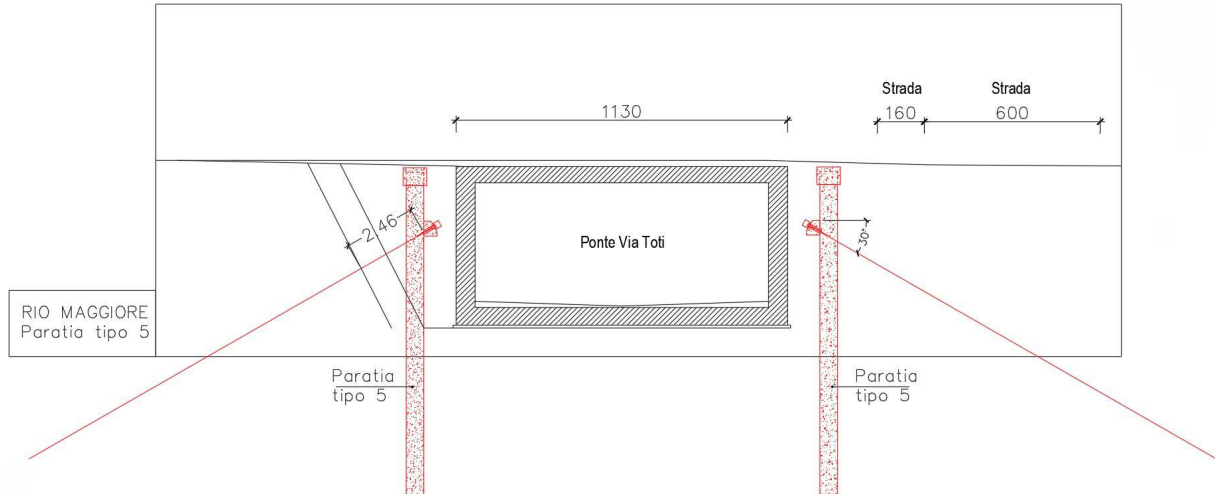 Strada
Strada
1130
160
600
2.46
30°
Ponte Via Toti
RIO MAGGIORE
Paratia tipo 5
Paratia
tipo 5
Paratia
tipo 5